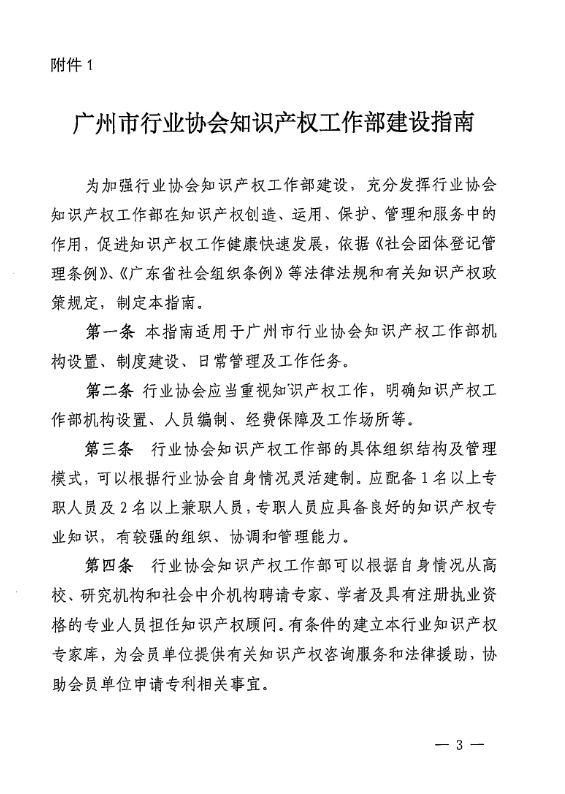 附件 1
广州市行业协会知识产权工作部建设指南
为加强行业协会知识产权工作部建设，充分发挥行业协会
知识产权工作部在知识产权创造、运用、保护、管理和服务中的
作用，促进知识产权工作健康快速发展，依据《社会团体登记管
理条例》、《广东省社会组织条例》等法律法规和有关知识产权政
策规定，制定本指南。
第一条 本指南适用于广州市行业协会知识产权工作部机
构设置、制度建设、日常管理及工作任务。
第二条 行业协会应当重视知识产权工作，明确知识产权工
作部机构设置、人员编制、经费保障及工作场所等。
第三条 行业协会知识产权工作部的具体组织结构及管理
模式，可以根据行业协会自身情况灵活建制。应配备 1 名以上专
职人员及 2 名以上兼职人员，专职人员应具备良好的知识产权专
业知识，有较强的组织、协调和管理能力。
第四条 行业协会知识产权工作部可以根据自身情况从高
校、研究机构和社会中介机构聘请专家、学者及具有注册执业资
格的专业人员担任知识产权顾问。有条件的建立本行业知识产权
专家库，为会员单位提供有关知识产权咨询服务和法律援助，协
助会员单位申请专利相关事宜。
— 3 —